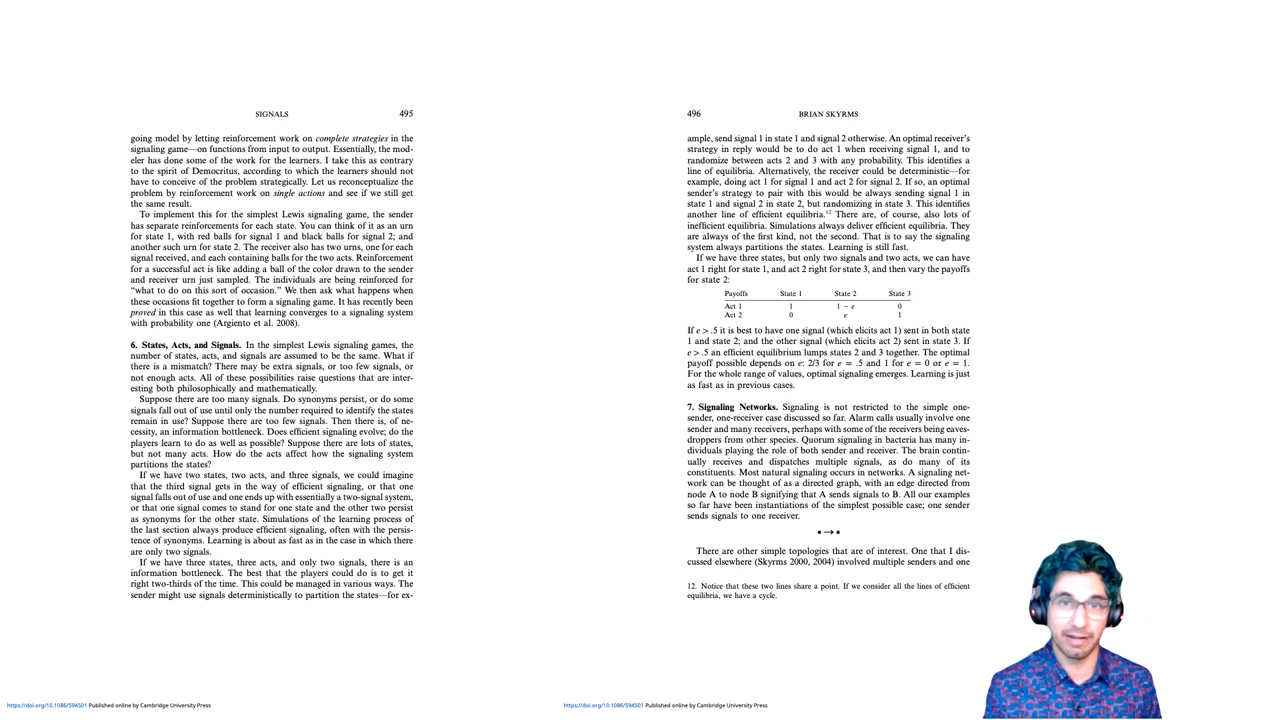 SIGNALS 495
going model by letting reinforcement work on complete strategies in the
signaling game—on functions from input to output. Essentially, the mod-
eler has done some of the work for the learners. I take this as contrary
to the spirit of Democritus, according to which the learners should not
have to conceive of the problem strategically. Let us reconceptualize the
problem by reinforcement work on single actions and see if we still get
the same result.
To implement this for the simplest Lewis signaling game, the sender
has separate reinforcements for each state. You can think of it as an urn
for state 1, with red balls for signal 1 and black balls for signal 2; and
another such urn for state 2. The receiver also has two urns, one for each
signal received, and each containing balls for the two acts. Reinforcement
for a successful act is like adding a ball of the color drawn to the sender
and receiver urn just sampled. The individuals are being reinforced for
“what to do on this sort of occasion.” We then ask what happens when
these occasions fit together to form a signaling game. It has recently been
proved in this case as well that learning converges to a signaling system
with probability one (Argiento et al. 2008).
6. States, Acts, and Signals. In the simplest Lewis signaling games, the
number of states, acts, and signals are assumed to be the same. What if
there is a mismatch? There may be extra signals, or too few signals, or
not enough acts. All of these possibilities raise questions that are inter-
esting both philosophically and mathematically.
Suppose there are too many signals. Do synonyms persist, or do some
signals fall out of use until only the number required to identify the states
remain in use? Suppose there are too few signals. Then there is, of ne-
cessity, an information bottleneck. Does efficient signaling evolve; do the
players learn to do as well as possible? Suppose there are lots of states,
but not many acts. How do the acts affect how the signaling system
partitions the states?
If we have two states, two acts, and three signals, we could imagine
that the third signal gets in the way of efficient signaling, or that one
signal falls out of use and one ends up with essentially a two-signal system,
or that one signal comes to stand for one state and the other two persist
as synonyms for the other state. Simulations of the learning process of
the last section always produce efficient signaling, often with the persis-
tence of synonyms. Learning is about as fast as in the case in which there
are only two signals.
If we have three states, three acts, and only two signals, there is an
information bottleneck. The best that the players could do is to get it
right two-thirds of the time. This could be managed in various ways. The
sender might use signals deterministically to partition the states—for ex-
https://doi.org/10.1086/594501 Published online by Cambridge University Press
496 BRIAN SKYRMS
ample, send signal 1 in state 1 and signal 2 otherwise. An optimal receiver’s
strategy in reply would be to do act 1 when receiving signal 1, and to
randomize between acts 2 and 3 with any probability. This identifies a
line of equilibria. Alternatively, the receiver could be deterministic—for
example, doing act 1 for signal 1 and act 2 for signal 2. If so, an optimal
sender’s strategy to pair with this would be always sending signal 1 in
state 1 and signal 2 in state 2, but randomizing in state 3. This identifies
another line of efficient equilibria.12 There are, of course, also lots of
inefficient equilibria. Simulations always deliver efficient equilibria. They
are always of the first kind, not the second. That is to say the signaling
system always partitions the states. Learning is still fast.
If we have three states, but only two signals and two acts, we can have
act 1 right for state 1, and act 2 right for state 3, and then vary the payoffs
for state 2:
Payoffs State 1 State 2 State 3
Act 1 1 1 − e 0
Act 2 0 e 1
If e > .5 it is best to have one signal (which elicits act 1) sent in both state
1 and state 2; and the other signal (which elicits act 2) sent in state 3. If
e > .5 an efficient equilibrium lumps states 2 and 3 together. The optimal
payoff possible depends on e: 2/3 for e = .5 and 1 for e = 0 or e = 1.
For the whole range of values, optimal signaling emerges. Learning is just
as fast as in previous cases.
7. Signaling Networks. Signaling is not restricted to the simple one-
sender, one-receiver case discussed so far. Alarm calls usually involve one
sender and many receivers, perhaps with some of the receivers being eaves-
droppers from other species. Quorum signaling in bacteria has many in-
dividuals playing the role of both sender and receiver. The brain contin-
ually receives and dispatches multiple signals, as do many of its
constituents. Most natural signaling occurs in networks. A signaling net-
work can be thought of as a directed graph, with an edge directed from
node A to node B signifying that A sends signals to B. All our examples
so far have been instantiations of the simplest possible case; one sender
sends signals to one receiver.
•→•
There are other simple topologies that are of interest. One that I dis-
cussed elsewhere (Skyrms 2000, 2004) involved multiple senders and one
12. Notice that these two lines share a point. If we consider all the lines of efficient
equilibria, we have a cycle.
https://doi.org/10.1086/594501 Published online by Cambridge University Press